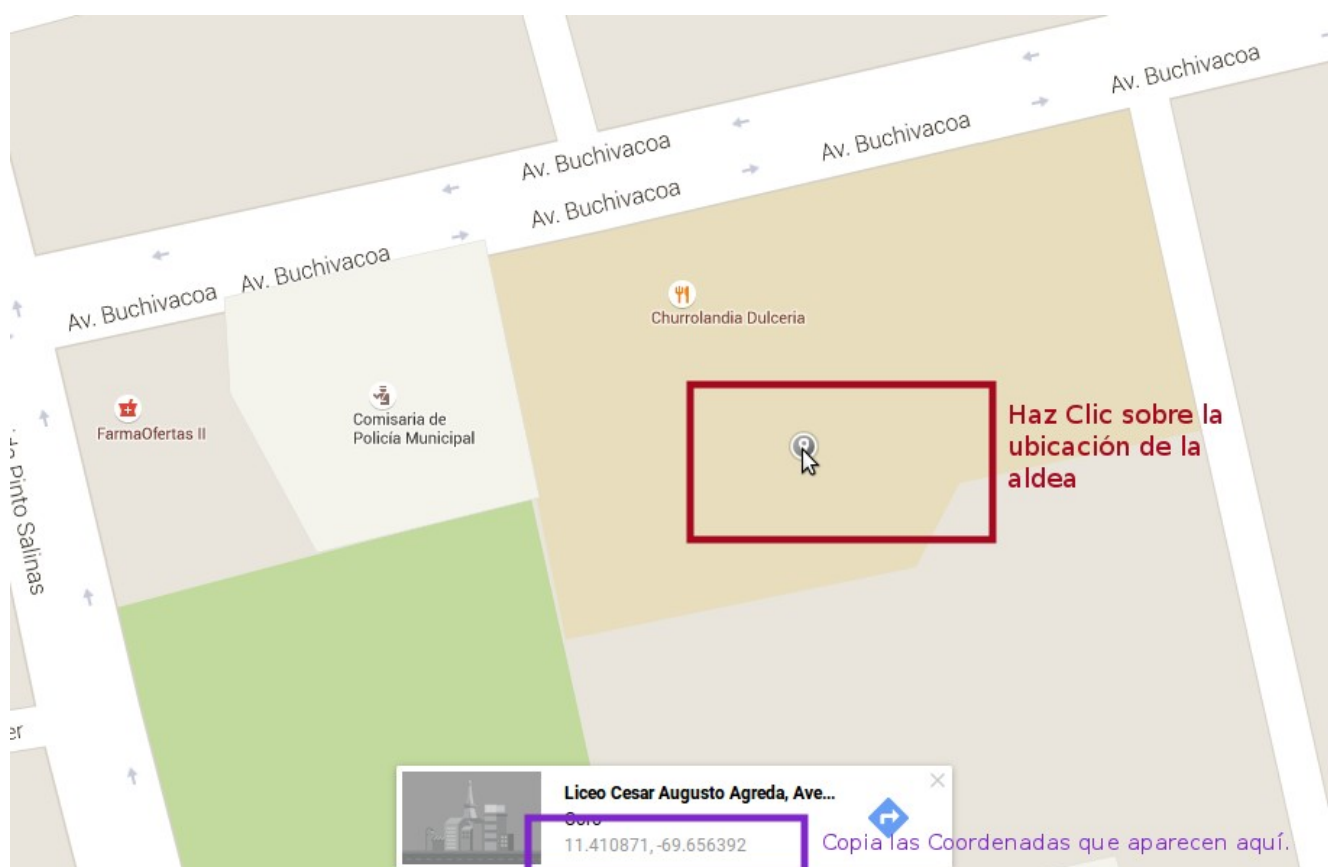 Av. Buchivacoa
Av. Buchivacoa
Av. Buchivacoa
Av. Buchivacoa
Av. Buchivacoa
Av. Buchivacoa
Churrolandia Dulceria
FarmaOfertas II
Comisaria de
Policía Municipal
Haz Clic sobre la
ubicación de la
aldea
Pinto Salinas
er
Liceo Cesar Augusto Agreda, Ave...
Coro
11.410871, -69.656392
Copia las Coordenadas que aparecen aquí.